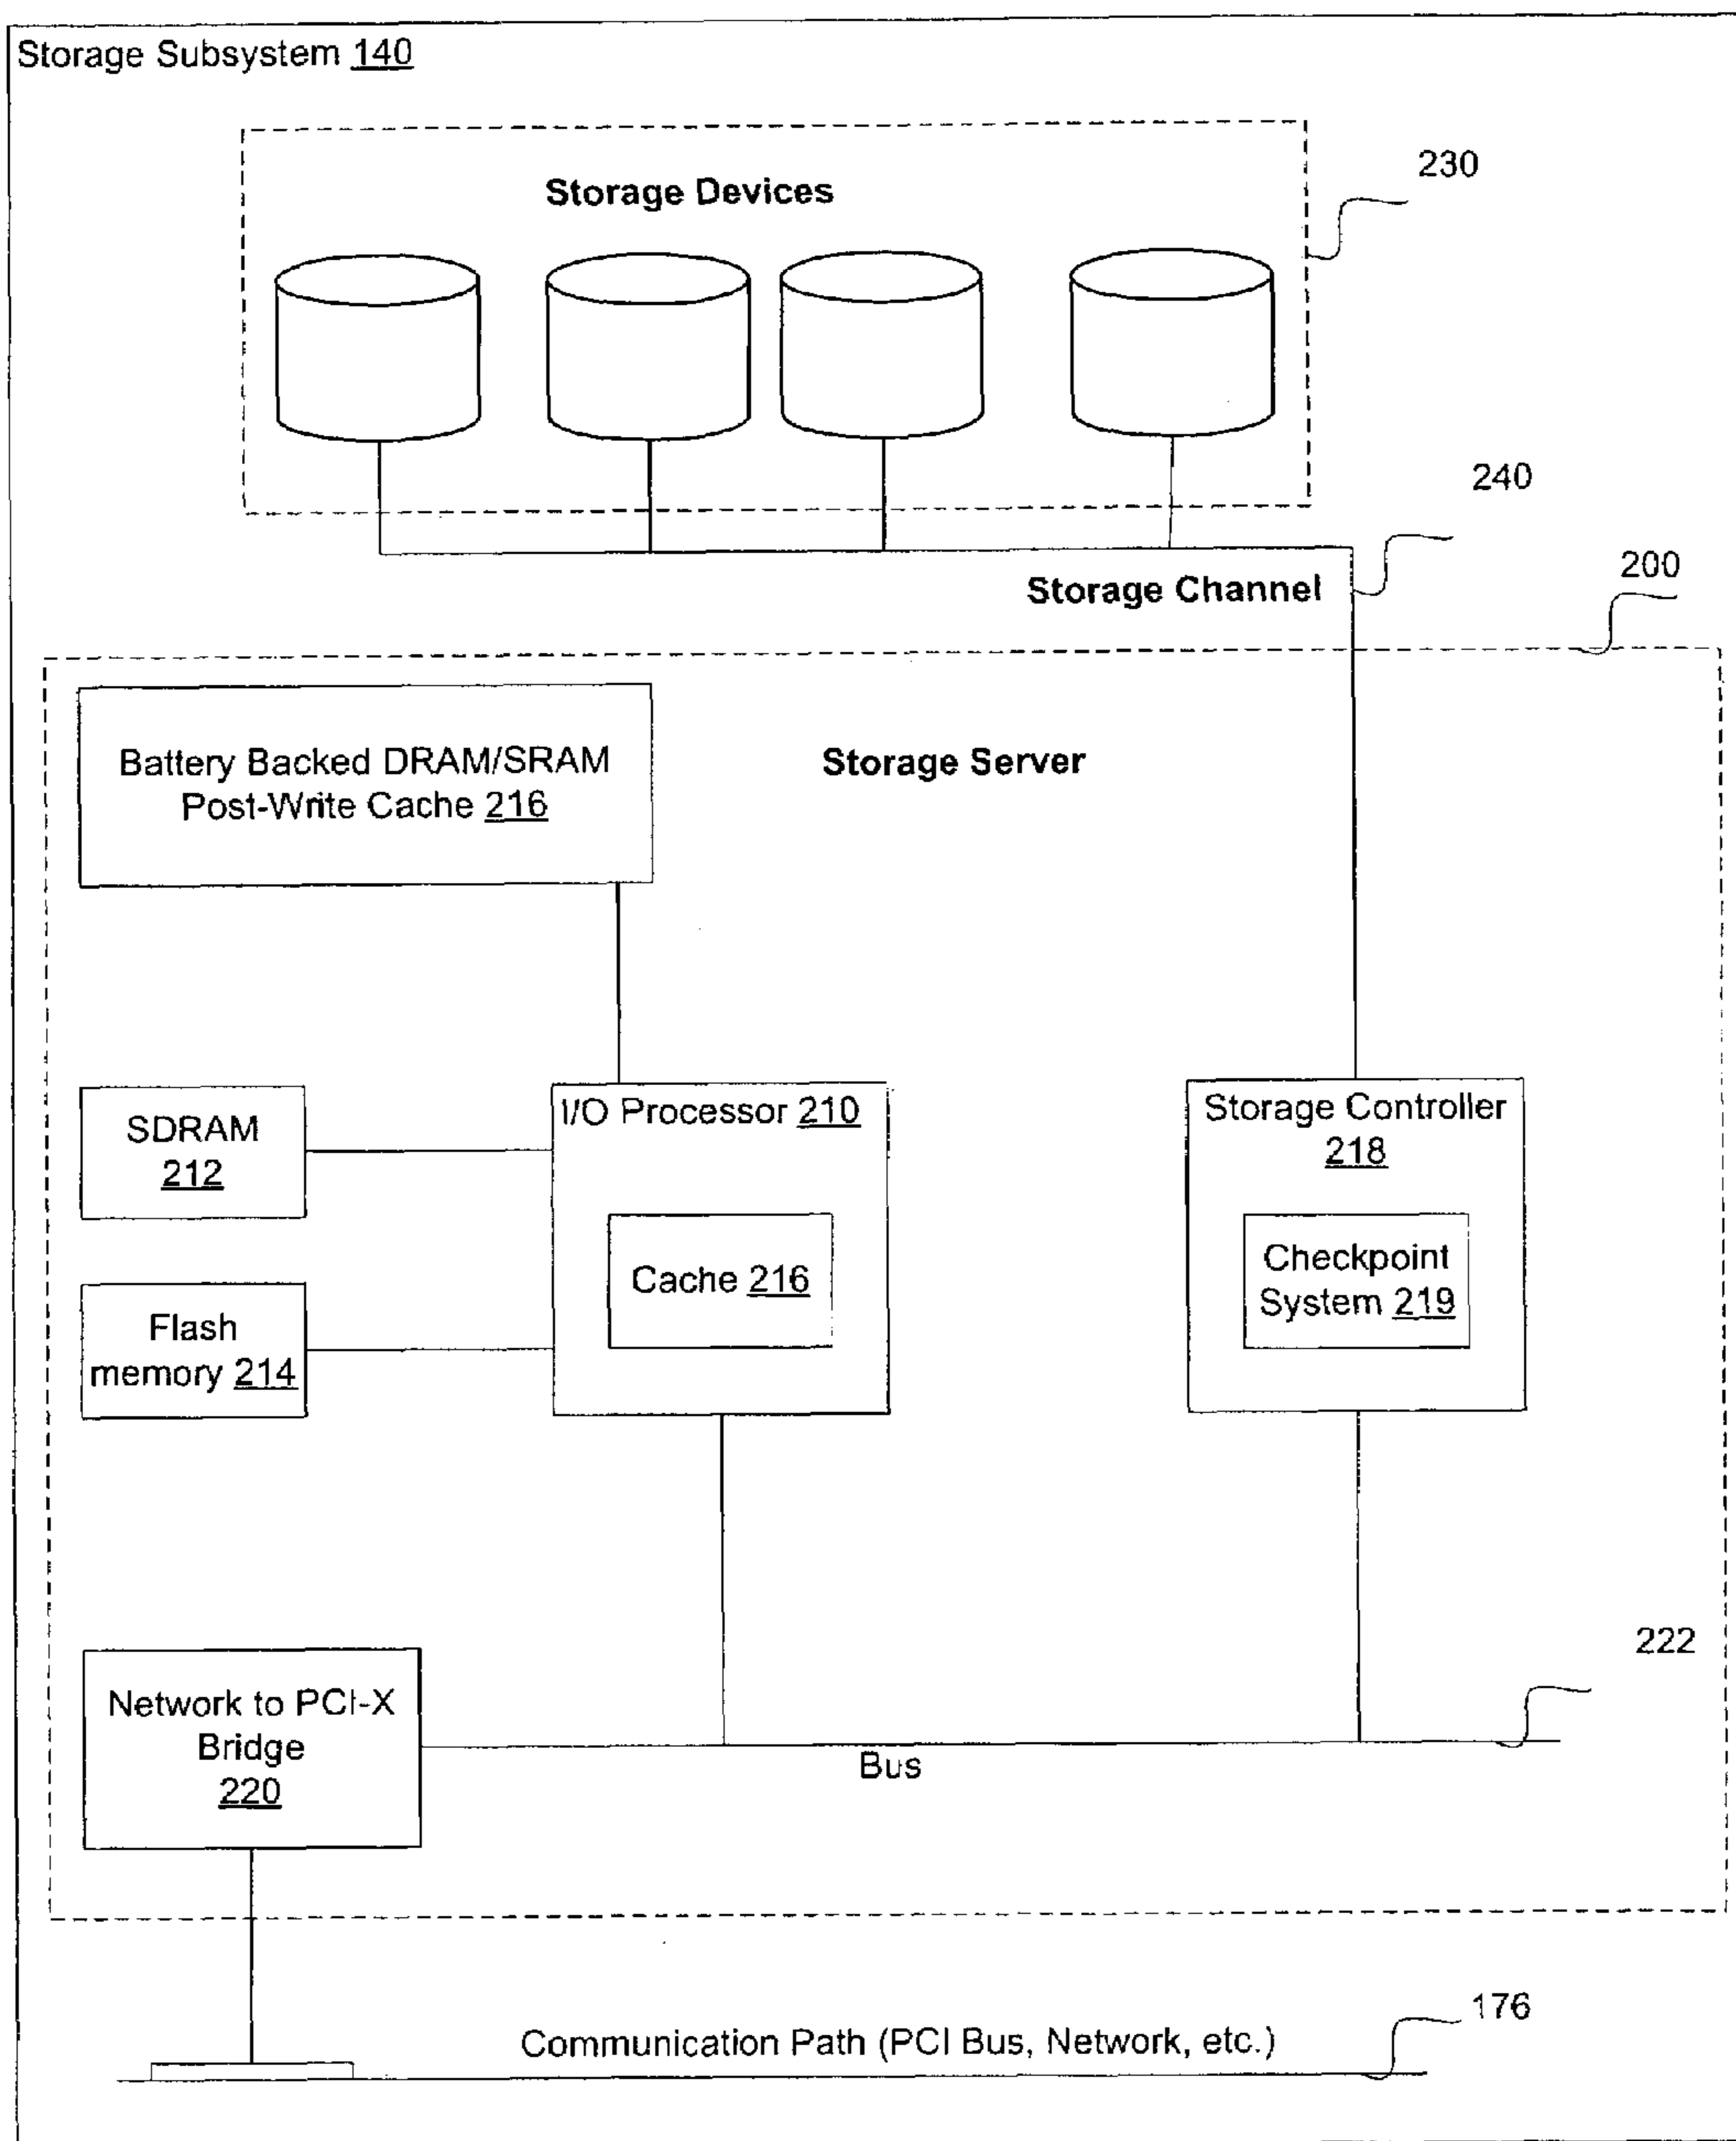 Storage Subsystem 140
230
Storage Devices
240
Storage Channel
200
Battery Backed DRAM/SRAM
Post-Write Cache 216
Storage Server
SDRAM
212
I/O Processor 210
Cache 216
Storage Controller
218
Checkpoint
System 219
Flash
memory 214
222
Network to PCI-X
Bridge
220
Bus
176
Communication Path (PCI Bus, Network, etc.)